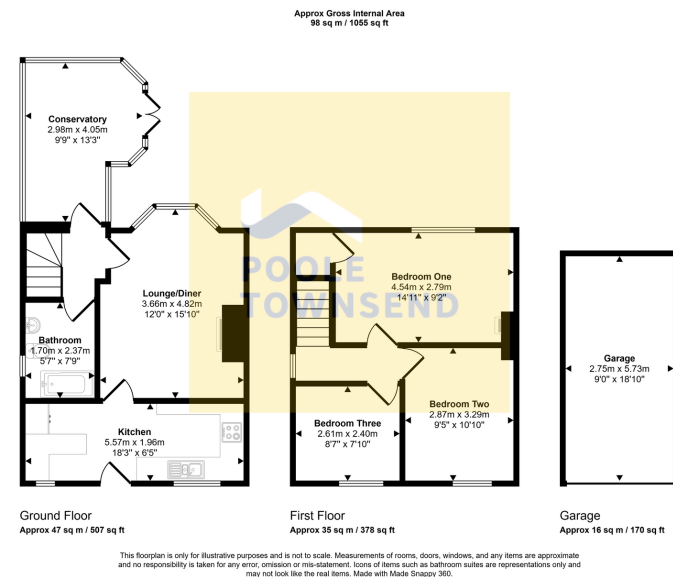 Approx Gross Internal Area
98 sq m / 1055 sq ft
Conservatory
2.98m x 4.05m
9'9" x 13'3"
Lounge/Diner
3.66m x 4.82m
12'0" x 15'10"
Bathroom
1.70m x 2.37m
5'7" x 7'9"
Kitchen
5.57m x 1.96m
18'3" x 6'5"
POOLE
TOWNSEND
Bedroom One
4.54m x 2.79m
14'11" x 9'2"
Bedroom Two
2.87m x 3.29m
9'5" x 10'10"
Bedroom Three
2.61m x 2.40m
8'7" x 7'10"
Garage
2.75m x 5.73m
9'0" x 18'10"
Ground Floor
Approx 47 sq m / 507 sq ft
First Floor
Approx 35 sq m / 378 sq ft
Garage
Approx 16 sq m / 170 sq ft
This floorplan is only for illustrative purposes and is not to scale. Measurements of rooms, doors, windows, and any items are approximate
and no responsibility is taken for any error, omission or mis-statement. Icons of items such as bathroom suites are representations only and
may not look like the real items. Made with Made Snappy 360.